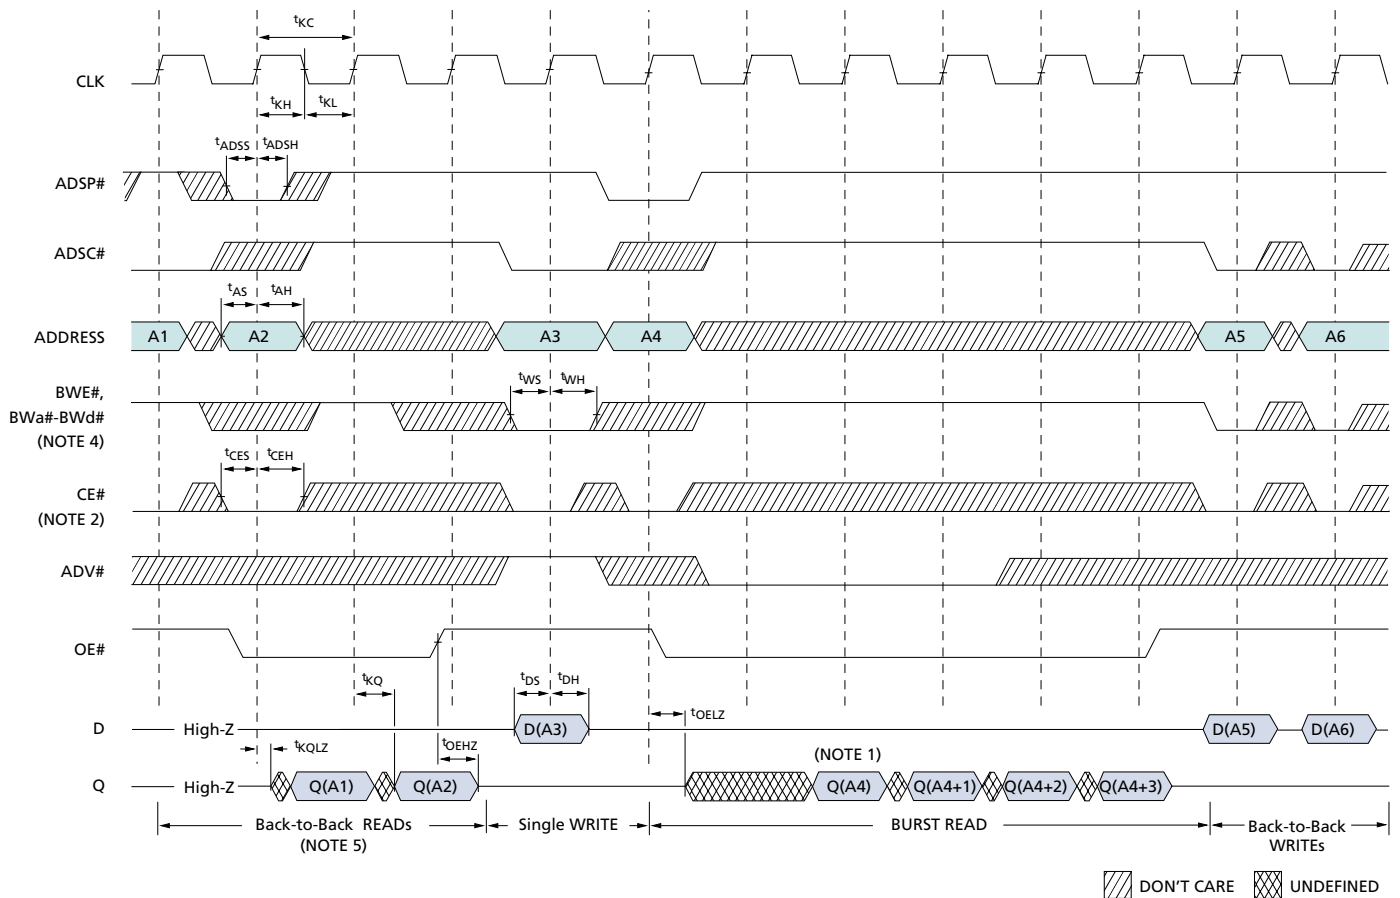 tKC
CLK
tKH
tKL
tADSS
tADSH
ADSP#
ADSC#
tAS
tAH
ADDRESS
A1
A2
A3
A4
A5
A6
BWE#,
BWa#-BWd#
(NOTE 4)
tWS
tWH
tCES
tCEH
CE#
(NOTE 2)
ADV#
OE#
tKQ
tDS
tDH
tOELZ
D
High-Z
D(A3)
D(A5)
D(A6)
tKQLZ
tOEHZ
(NOTE 1)
Q
High-Z
Q(A1)
Q(A2)
Q(A4)
Q(A4+1)
Q(A4+2)
Q(A4+3)
Back-to-Back READs
(NOTE 5)
Single WRITE
BURST READ
Back-to-Back
WRITEs
DON'T CARE
UNDEFINED